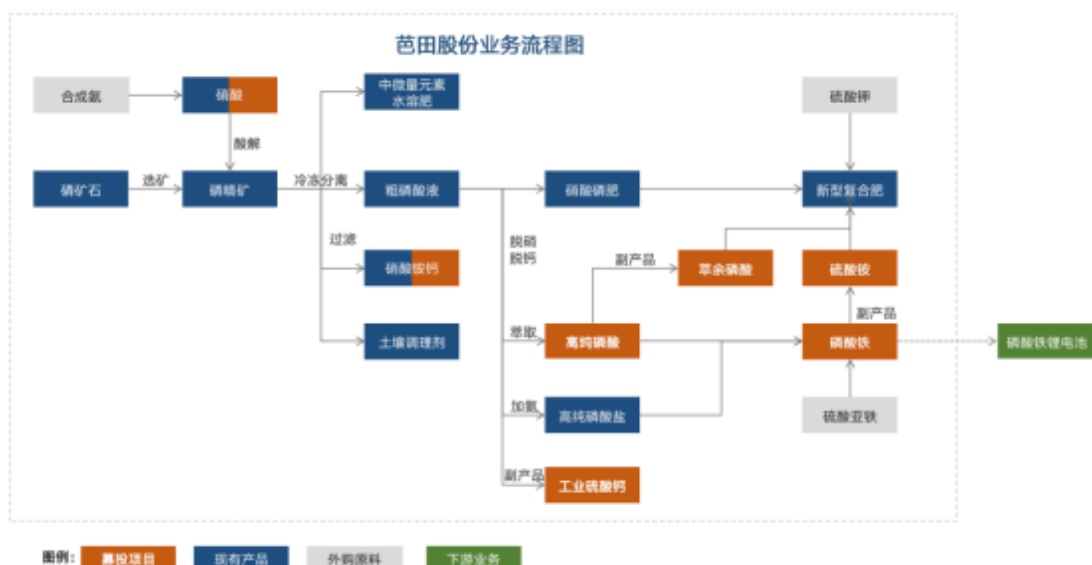 芭田股份业务流程图
合成氨
硝酸
中微量元素
水溶肥
硫酸钾
酸解
磷矿石
选矿
磷精矿
冷冻分离
粗磷酸液
硝酸磷肥
新型复合肥
过滤
脱硝
脱钙
硝酸铵钙
副产品
萃余磷酸
硫酸铵
副产品
土壤调理剂
萃取
高纯磷酸
磷酸铁
磷酸铁锂电池
加氨
高纯磷酸盐
硫酸亚铁
副产品
工业硫酸钙
图例:
募投项目
现有产品
外购原料
下游业务